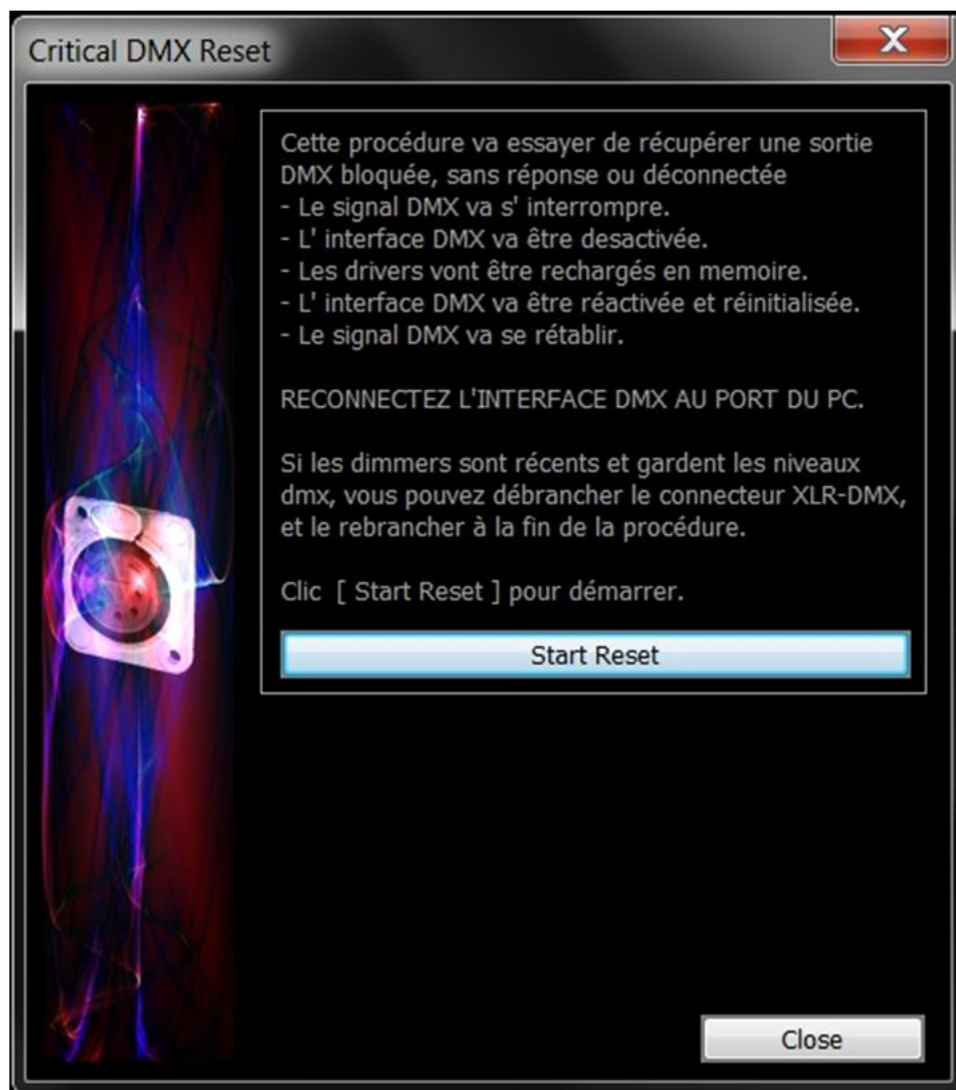 Critical DMX Reset
Cette procédure va essayer de récupérer une sortie
DMX bloquée, sans réponse ou déconnectée
- Le signal DMX va s' interrompre.
- L' interface DMX va être desactivée.
- Les drivers vont être rechargés en memoire.
- L' interface DMX va être réactivée et réinitialisée.
- Le signal DMX va se rétablir.
RECONNECTEZ L'INTERFACE DMX AU PORT DU PC.
Si les dimmers sont récents et gardent les niveaux
dmx, vous pouvez débrancher le connecteur XLR-DMX,
et le rebrancher à la fin de la procédure.
Clic [ Start Reset ] pour démarrer.
Start Reset
Close